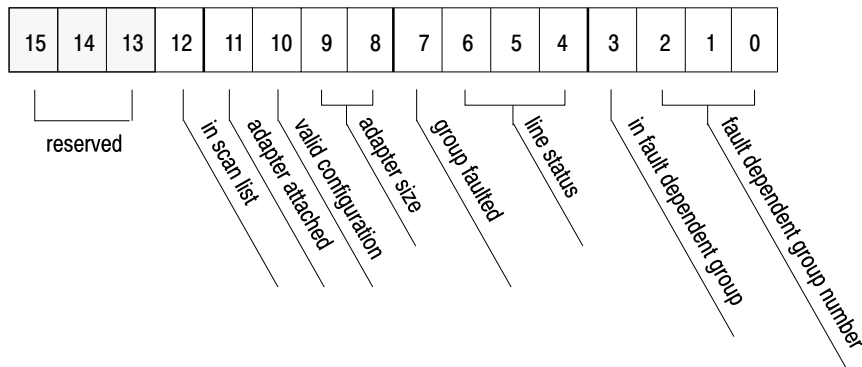 15 14 13 12 11 10 9 8 7 6 5 4 3 2 1 0
reserved
in scan list
adapter attached
valid configuration
adapter size
group faulted
line status
in fault dependent group
fault dependent group number